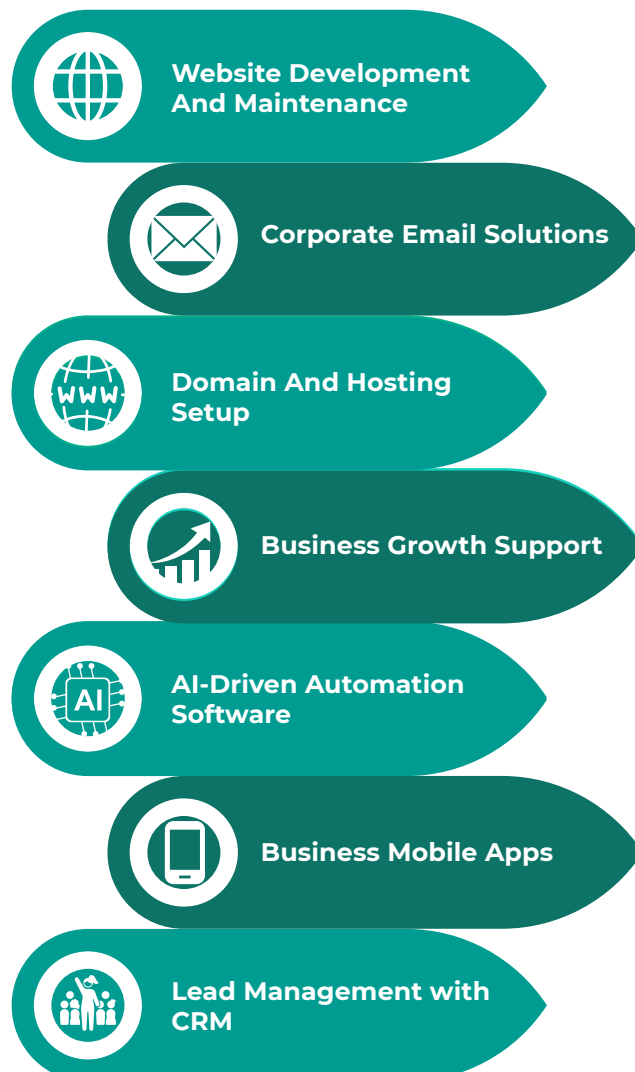 Website Development
And Maintenance
Corporate Email Solutions
WWW
Domain And Hosting
Setup
Business Growth Support
AI
AI-Driven Automation
Software
Business Mobile Apps
Lead Management with
CRM